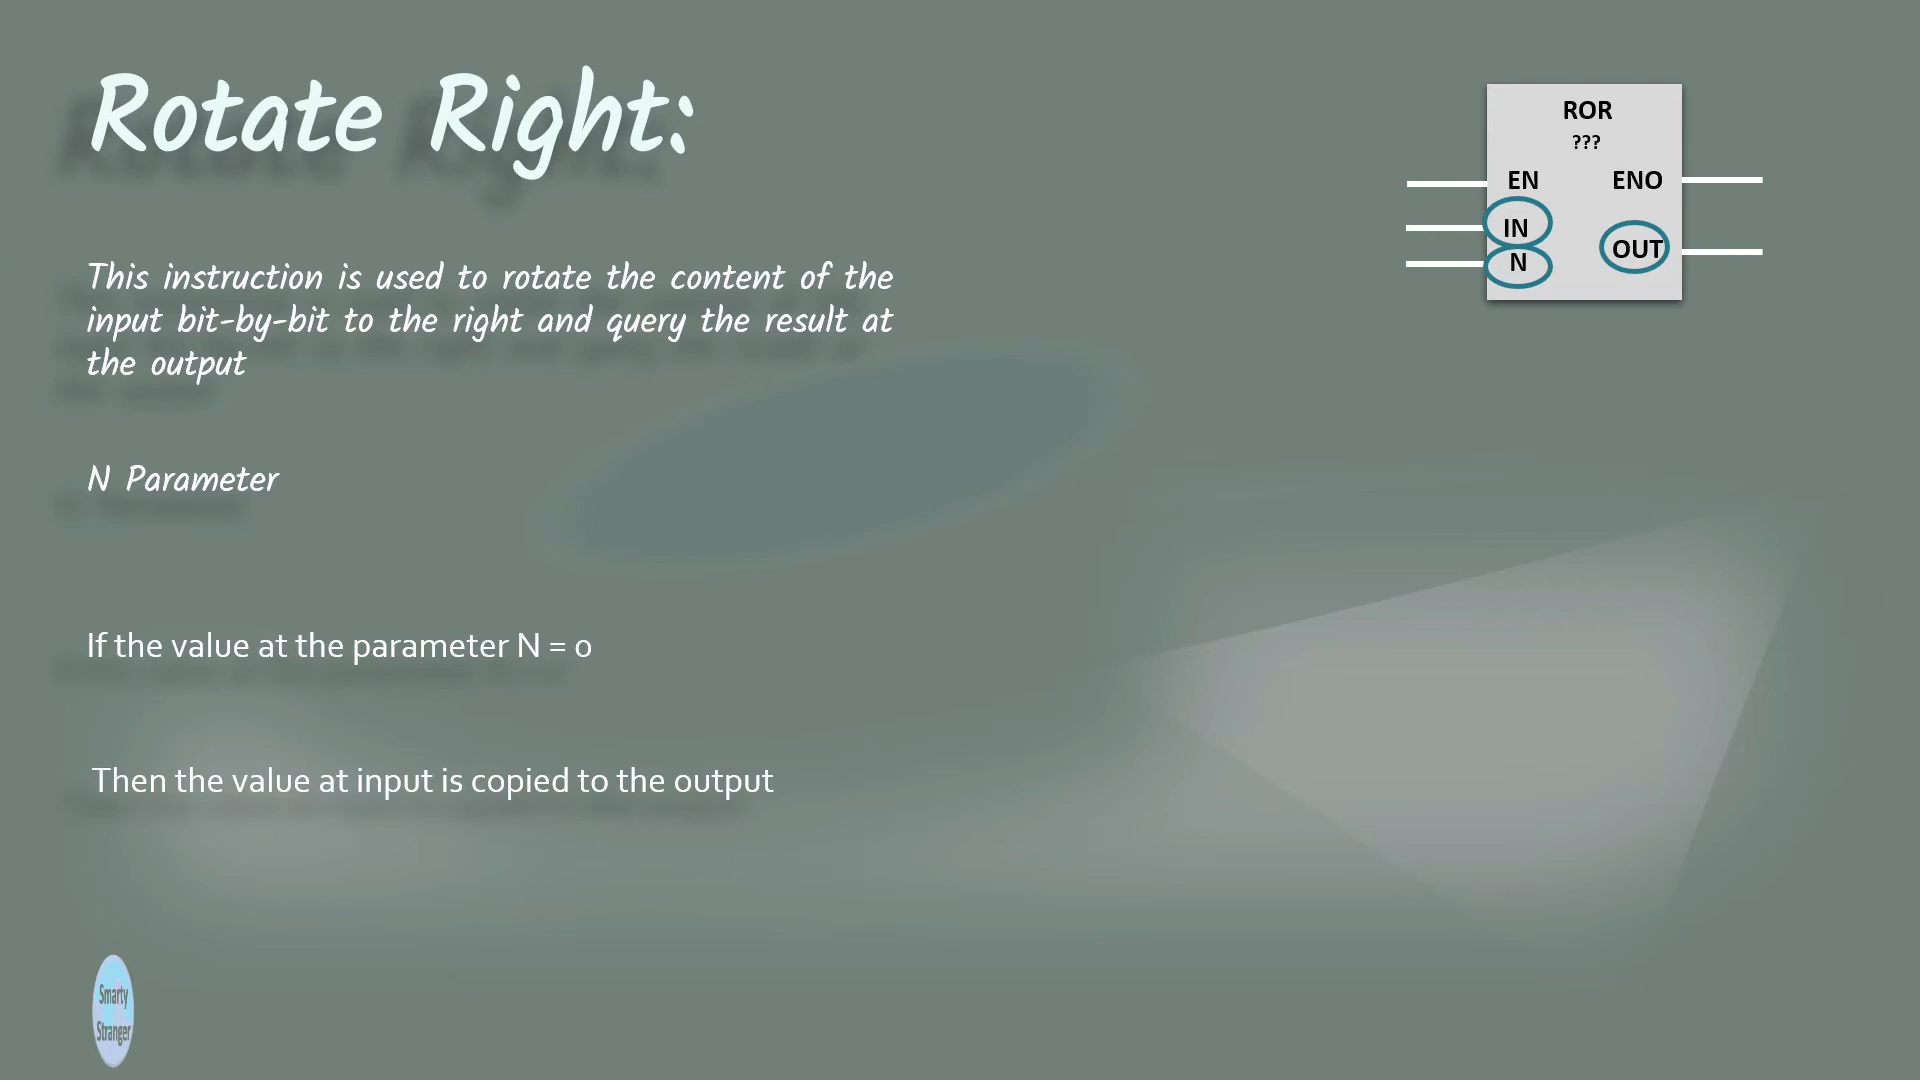 Rotate Right:
This instruction is used to rotate the content of the
input bit-by-bit to the right and query the result at
the output
N Parameter
If the value at the parameter N = 0
Then the value at input is copied to the output
ROR
???
EN ENO
IN
OUT
N
Smarty
Stranger